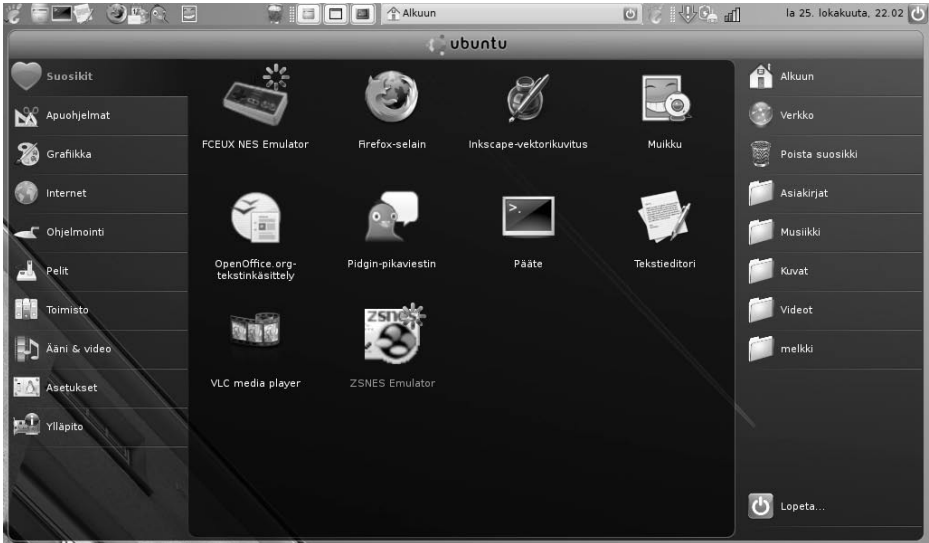 Alkuun
la 25. lokakuuta, 22.02
ubuntu
Suosikit
Apuohjelmat
Grafiikka
Internet
Ohjelmointi
Pelit
Toimisto
Ääni & video
Asetukset
Ylläpito
FCEUX NES Emulator
Firefox-selain
Inkscape-vektorikuvitus
Muikku
OpenOffice.org-
tekstinkäsittely
Pidgin-pikaviestin
>_
Pääte
Tekstieditori
VLC media player
ZSNES
ZSNES Emulator
Alkuun
Verkko
Poista suosikki
Asiakirjat
Musiikki
Kuvat
Videot
melkki
Lopeta...